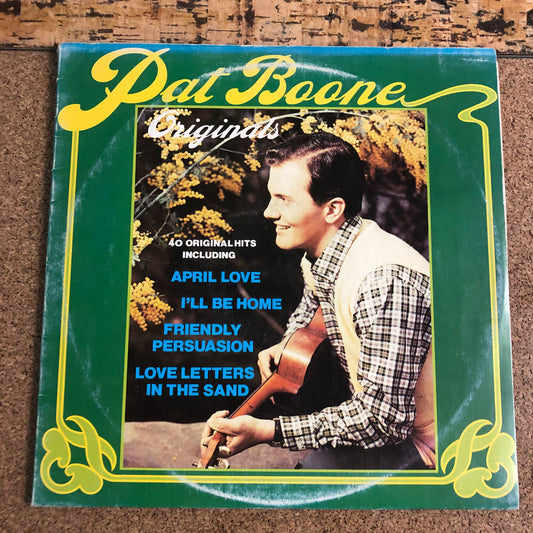 Pat Boone
Originals
40 ORIGINAL HITS
INCLUDING
APRIL LOVE
I'LL BE HOME
FRIENDLY
PERSUASION
LOVE LETTERS
IN THE SAND